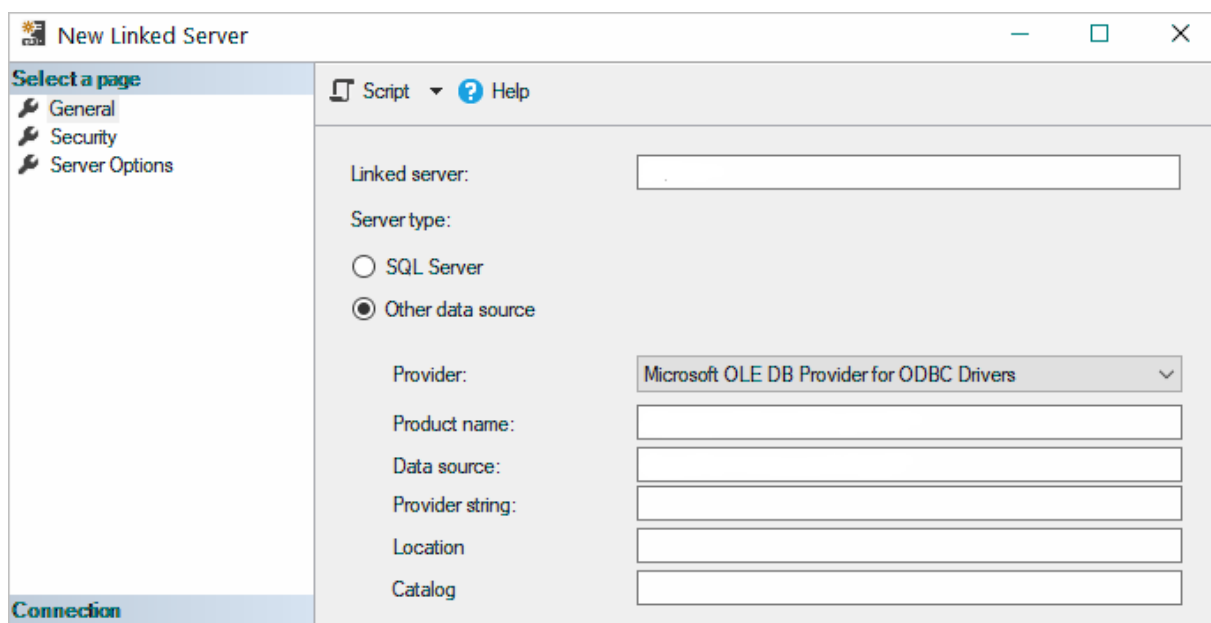 New Linked Server
Select a page
General
Security
Server Options
Connection
Script
Help
Linked server:
Server type:
SQL Server
Other data source
Provider: Microsoft OLE DB Provider for ODBC Drivers
Product name:
Data source:
Provider string:
Location
Catalog